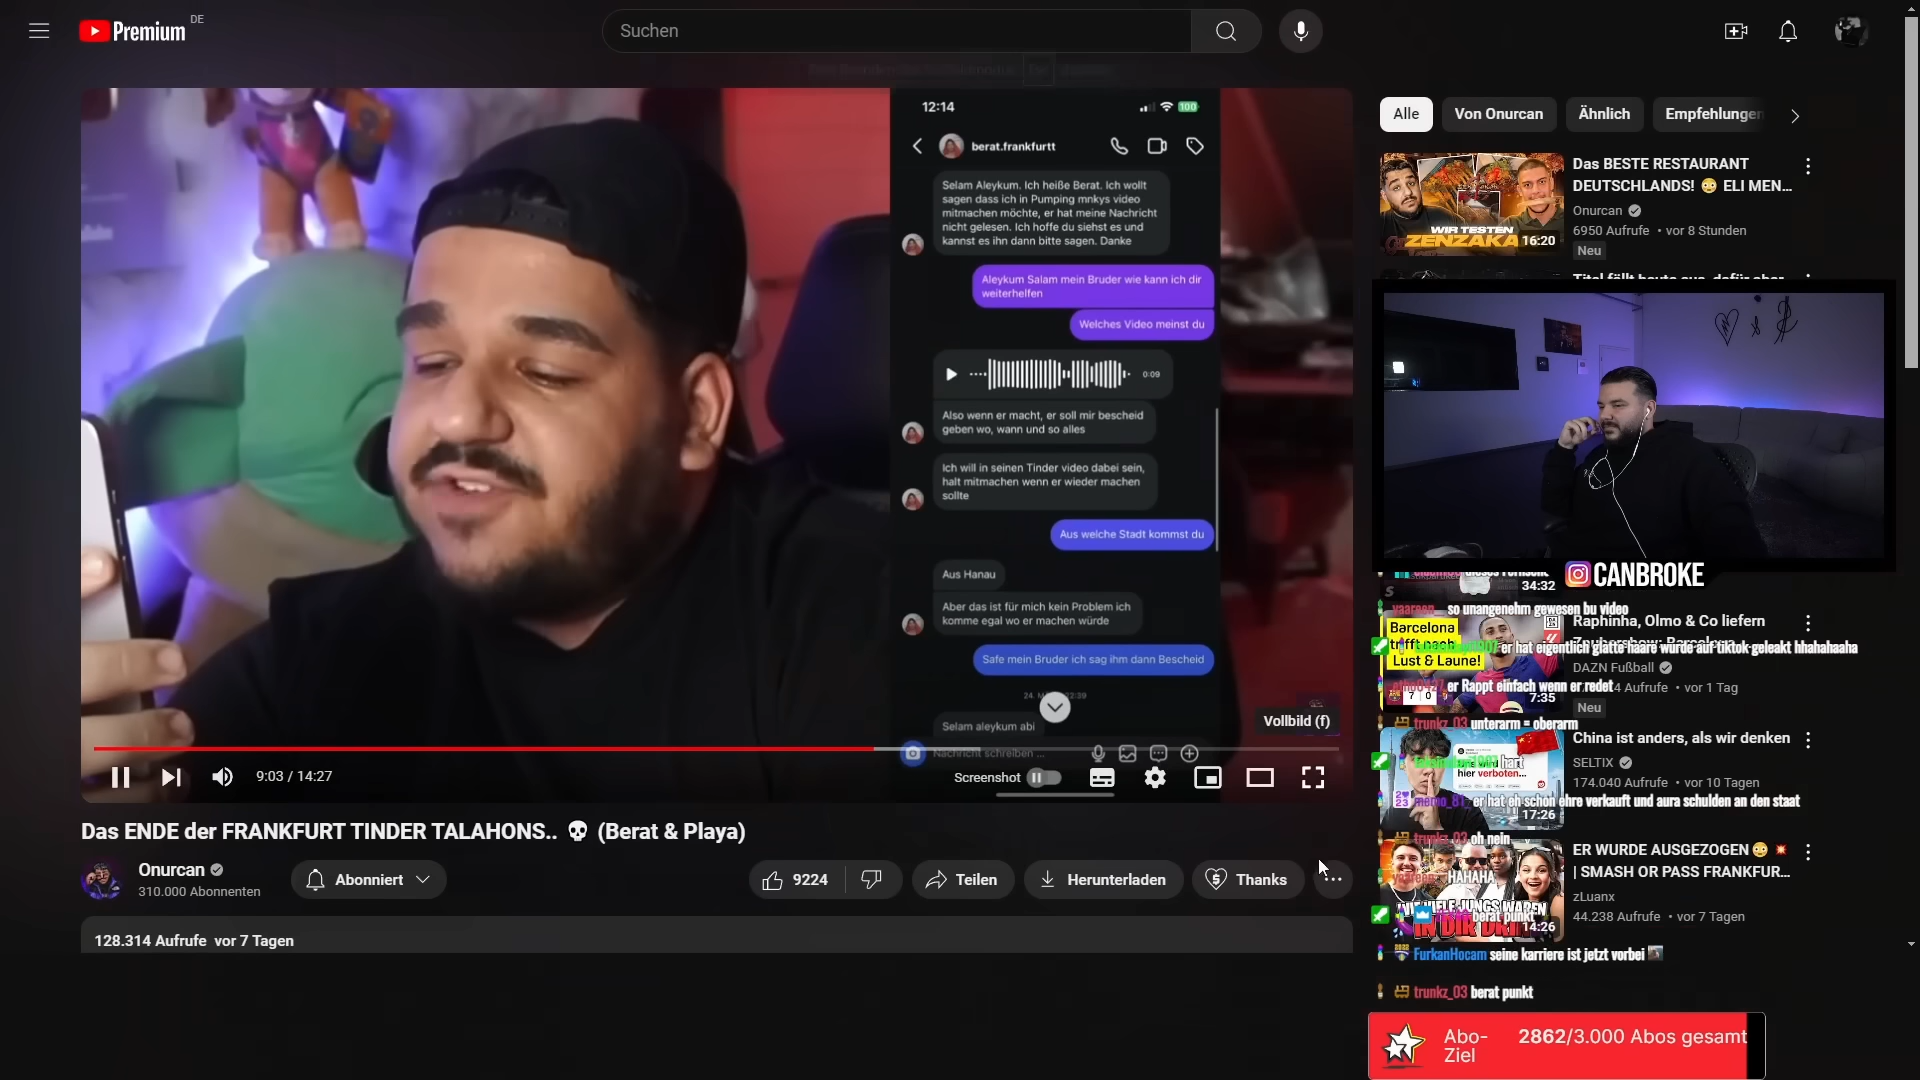 Premium
DE
Suchen
12:14
100
berat.frankfurtt
Selam Aleykum. Ich heiße Berat. Ich wollt
sagen dass ich in Pumping mnkys video
mitmachen möchte, er hat meine Nachricht
nicht gelesen. Ich hoffe du siehst es und
kannst es ihn dann bitte sagen. Danke
Aleykum Salam mein Bruder wie kann ich dir
weiterhelfen
Welches Video meinst du
0:09
Also wenn er macht, er soll mir bescheid
geben wo, wann und so alles
Ich will in seinen Tinder video dabei sein,
halt mitmachen wenn er wieder machen
sollte
Aus welche Stadt kommst du
Aus Hanau
Aber das ist für mich kein Problem ich
komme egal wo er machen würde
Safe mein Bruder ich sag ihm dann Bescheid
Selam aleykum abi
Nachricht schreiben ...
Vollbild (f)
9:03 / 14:27
Screenshot
Das ENDE der FRANKFURT TINDER TALAHONS.. 💀 (Berat & Playa)
Onurcan
310.000 Abonnenten
Abonniert
9224
Teilen
Herunterladen
Thanks
128.314 Aufrufe vor 7 Tagen
Alle
Von Onurcan
Ähnlich
Empfehlungen
WIR TESTEN
ZENZAKA
16:20
Das BESTE RESTAURANT
DEUTSCHLANDS! 😳 ELI MEN...
Onurcan
6950 Aufrufe • vor 8 Stunden
Neu
CANBROKE
34:32
so unangenehm gewesen bu video
Barcelona
trifft nach
Lust & Laune!
7:35
Raphinha, Olmo & Co liefern
er hat eigentlich glatte haare wurde auf tiktok geleakt hhahahaaha
DAZN Fußball
er Rappt einfach wenn er redet
4 Aufrufe • vor 1 Tag
Neu
trunkz_03 unterarm = oberarm
China ist anders, als wir denken
hart
hier verboten...
SELTIX
174.040 Aufrufe • vor 10 Tagen
memo_81_ er hat eh schon ehre verkauft und aura schulden an den staat
17:26
trunkz_03 oh nein
ER WURDE AUSGEZOGEN 😳 💥
| SMASH OR PASS FRANKFUR...
HAHAHA
zLuanx
44.238 Aufrufe • vor 7 Tagen
berat punkt
14:26
FurkanHocam seine karriere ist jetzt vorbei
trunkz_03 berat punkt
Abo-
Ziel
2862/3.000 Abos gesamt